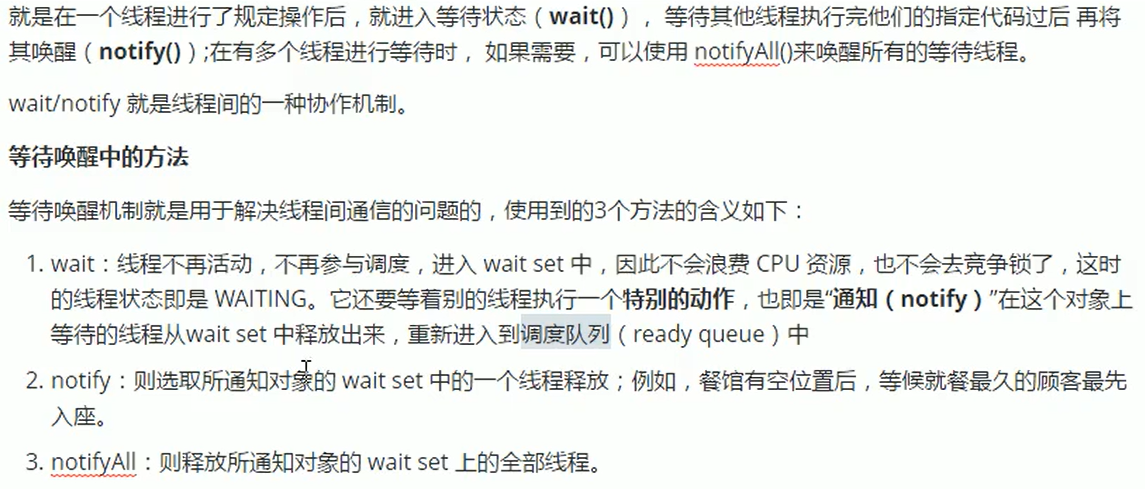 就是在一个线程进行了规定操作后，就进入等待状态（wait()）， 等待其他线程执行完他们的指定代码过后 再将
其唤醒（notify()）;在有多个线程进行等待时， 如果需要，可以使用 notifyAll()来唤醒所有的等待线程。
wait/notify 就是线程间的一种协作机制。
等待唤醒中的方法
等待唤醒机制就是用于解决线程间通信的问题的，使用到的3个方法的含义如下：
1. wait：线程不再活动，不再参与调度，进入 wait set 中，因此不会浪费 CPU 资源，也不会去竞争锁了，这时
的线程状态即是 WAITING。它还要等着别的线程执行一个特别的动作，也即是“通知（notify）”在这个对象上
等待的线程从wait set 中释放出来，重新进入到调度队列（ready queue）中
2. notify：则选取所通知对象的 wait set 中的一个线程释放；例如，餐馆有空位置后，等候就餐最久的顾客最先
入座。
3. notifyAll：则释放所通知对象的 wait set 上的全部线程。